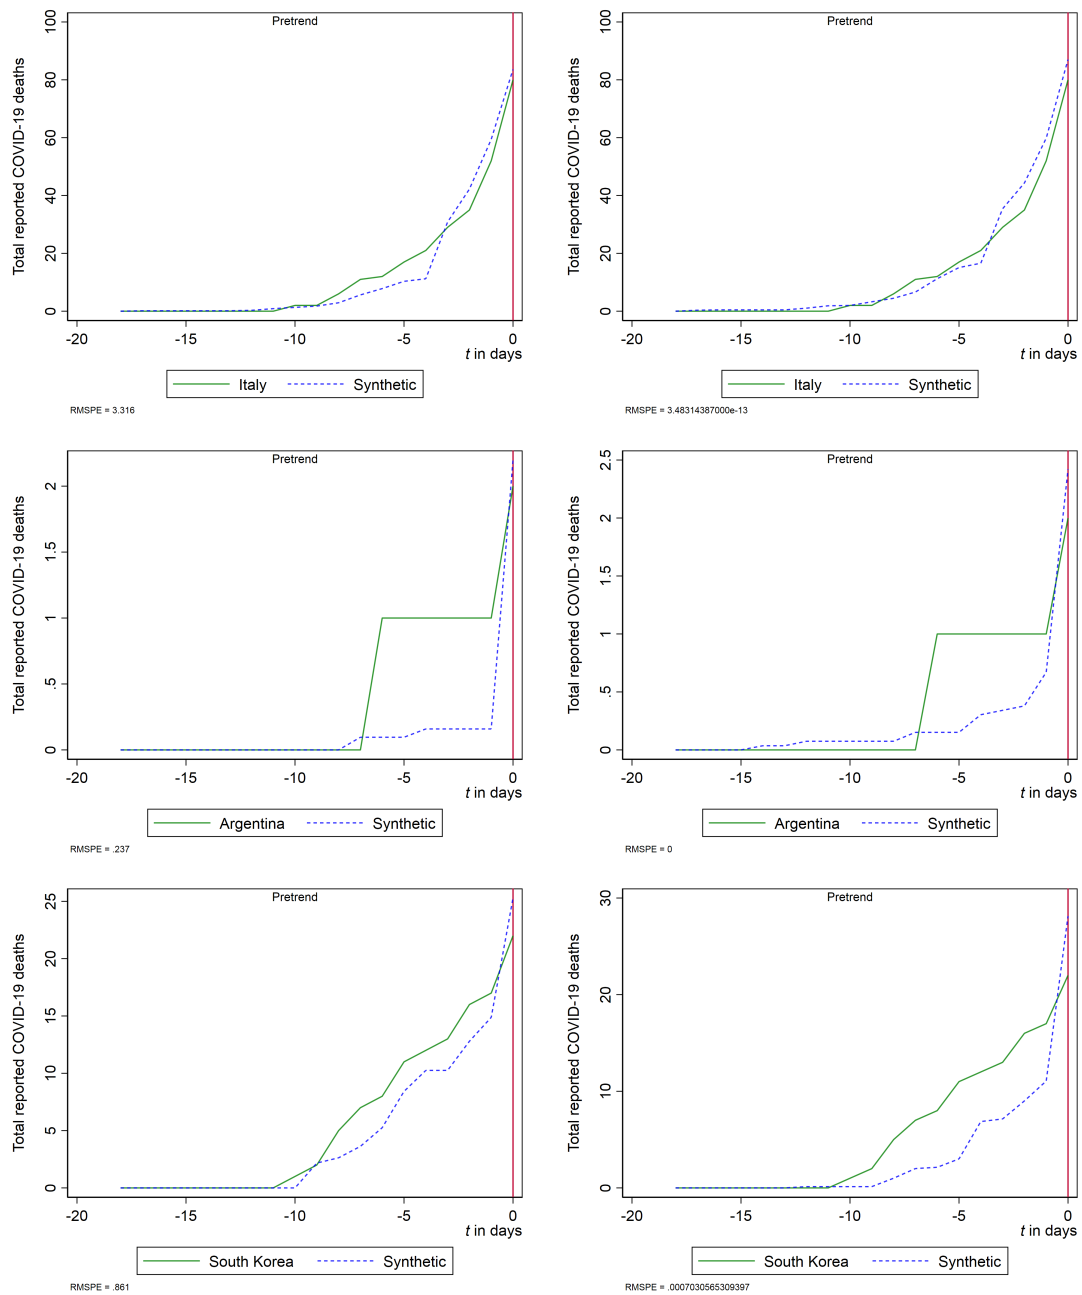 Pretrend
Total reported COVID-19 deaths
100
80
60
40
20
0
-20 -15 -10 -5 0
t in days
Italy Synthetic
RMSPE = 3.316
Pretrend
Total reported COVID-19 deaths
100
80
60
40
20
0
-20 -15 -10 -5 0
t in days
Italy Synthetic
RMSPE = 3.48314387000e-13
Pretrend
Total reported COVID-19 deaths
2
1.5
1
.5
0
-20 -15 -10 -5 0
t in days
Argentina Synthetic
RMSPE = .237
Pretrend
Total reported COVID-19 deaths
2.5
2
1.5
1
.5
0
-20 -15 -10 -5 0
t in days
Argentina Synthetic
RMSPE = 0
Pretrend
Total reported COVID-19 deaths
25
20
15
10
5
0
-20 -15 -10 -5 0
t in days
South Korea Synthetic
RMSPE = .861
Pretrend
Total reported COVID-19 deaths
30
20
10
0
-20 -15 -10 -5 0
t in days
South Korea Synthetic
RMSPE = .0007030565309397